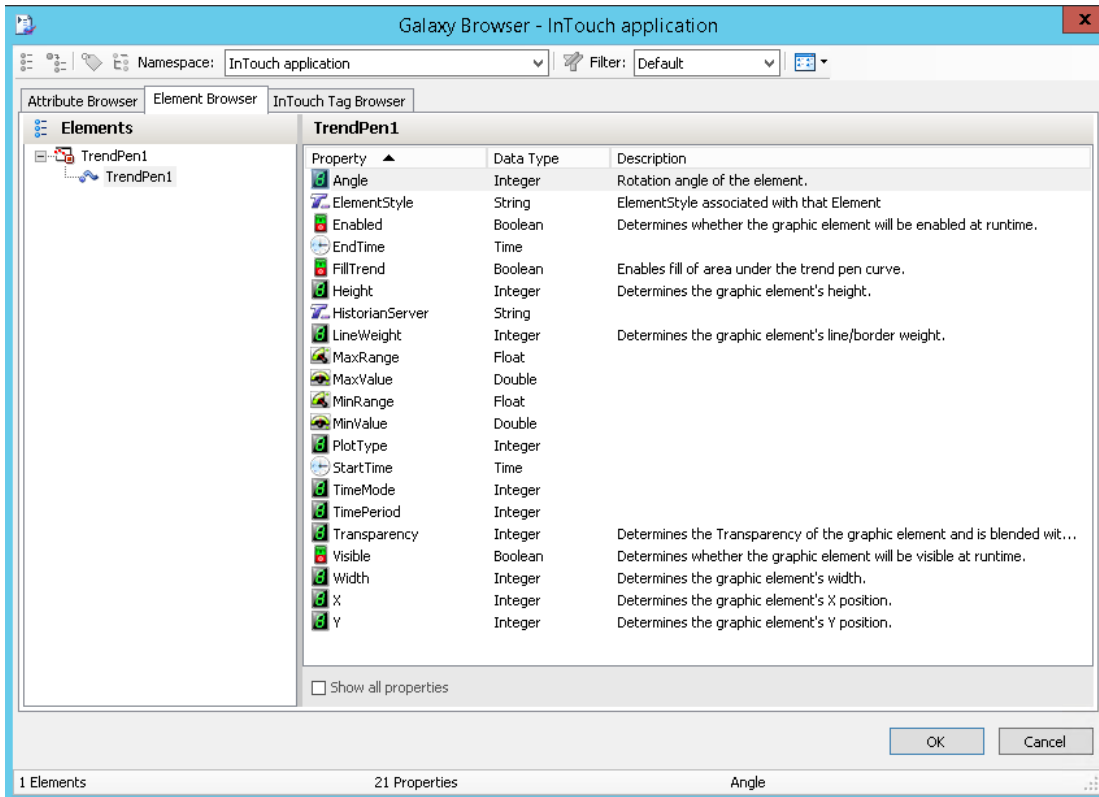 Galaxy Browser - InTouch application
x
Namespace: InTouch application Filter: Default
Attribute Browser Element Browser InTouch Tag Browser
Elements TrendPen1
TrendPen1
TrendPen1
Property Data Type Description
Angle Integer Rotation angle of the element.
ElementStyle String ElementStyle associated with that Element
Enabled Boolean Determines whether the graphic element will be enabled at runtime.
EndTime Time
FillTrend Boolean Enables fill of area under the trend pen curve.
Height Integer Determines the graphic element's height.
HistorianServer String
LineWeight Integer Determines the graphic element's line/border weight.
MaxRange Float
MaxValue Double
MinRange Float
MinValue Double
PlotType Integer
StartTime Time
TimeMode Integer
TimePeriod Integer
Transparency Integer Determines the Transparency of the graphic element and is blended wit...
Visible Boolean Determines whether the graphic element will be visible at runtime.
Width Integer Determines the graphic element's width.
X Integer Determines the graphic element's X position.
Y Integer Determines the graphic element's Y position.
Show all properties
OK Cancel
1 Elements 21 Properties Angle